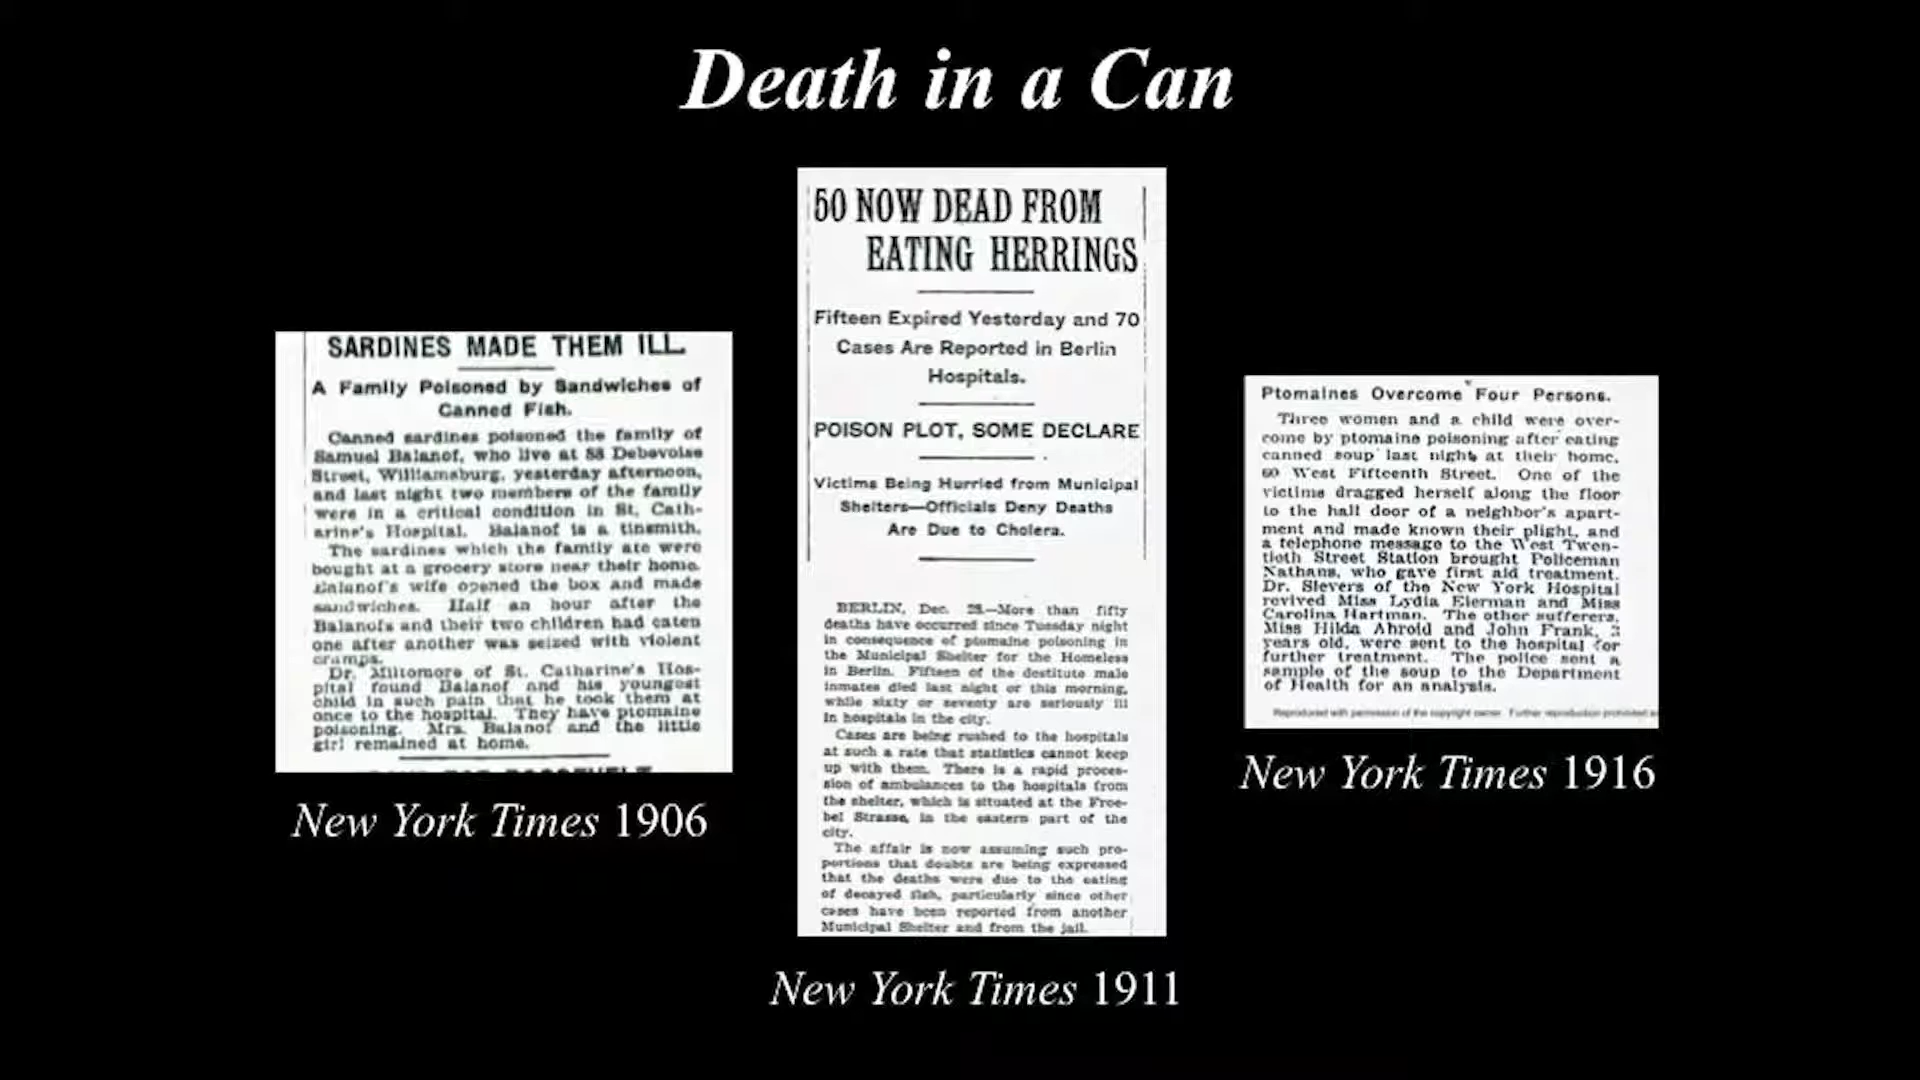 Death in a Can
SARDINES MADE THEM ILL.
A Family Poisoned by Sandwiches of
Canned Fish.
Canned sardines poisoned the family of
Samuel Balanof, who live at 88 Debevoise
Street, Williamsburg, yesterday afternoon,
and last night two members of the family
were in a critical condition in St. Cath-
arine's Hospital. Balanof is a tinsmith.
The sardines which the family ate were
bought at a grocery store near their home.
Balanof's wife opened the box and made
sandwiches. Half an hour after the
Balanofs and their two children had eaten
one after another was seized with violent
cramps.
Dr. Miltomore of St. Catharine's Hos-
pital found Balanof and his youngest
child in such pain that he took them at
once to the hospital. They have ptomaine
poisoning. Mrs. Balanof and the little
girl remained at home.
New York Times 1906
50 NOW DEAD FROM
EATING HERRINGS
Fifteen Expired Yesterday and 70
Cases Are Reported in Berlin
Hospitals.
POISON PLOT, SOME DECLARE
Victims Being Hurried from Municipal
Shelters—Officials Deny Deaths
Are Due to Cholera.
BERLIN, Dec. 28.—More than fifty
deaths have occurred since Tuesday night
in consequence of ptomaine poisoning in
the Municipal Shelter for the Homeless
in Berlin. Fifteen of the destitute male
inmates died last night or this morning,
while sixty or seventy are seriously ill
in hospitals in the city.
Cases are being rushed to the hospitals
at such a rate that statistics cannot keep
up with them. There is a rapid proces-
sion of ambulances to the hospitals from
the shelter, which is situated at the Froe-
bel Strasse, in the eastern part of the
city.
The affair is now assuming such pro-
portions that doubts are being expressed
that the deaths were due to the eating
of decayed fish, particularly since other
cases have been reported from another
Municipal Shelter and from the jail.
New York Times 1911
Ptomaines Overcome Four Persons.
Three women and a child were over-
come by ptomaine poisoning after eating
canned soup last night at their home,
60 West Fifteenth Street. One of the
victims dragged herself along the floor
to the hall door of a neighbor's apart-
ment and made known their plight, and
a telephone message to the West Twen-
tieth Street Station brought Policeman
Nathans, who gave first aid treatment.
Dr. Sievers of the New York Hospital
revived Miss Lydia Eierman and Miss
Carolina Hartman. The other sufferers,
Miss Hilda Ahrold and John Frank, 3
years old, were sent to the hospital for
further treatment. The police sent a
sample of the soup to the Department
of Health for an analysis.
Reproduced with permission of the copyright owner. Further reproduction prohibited
New York Times 1916